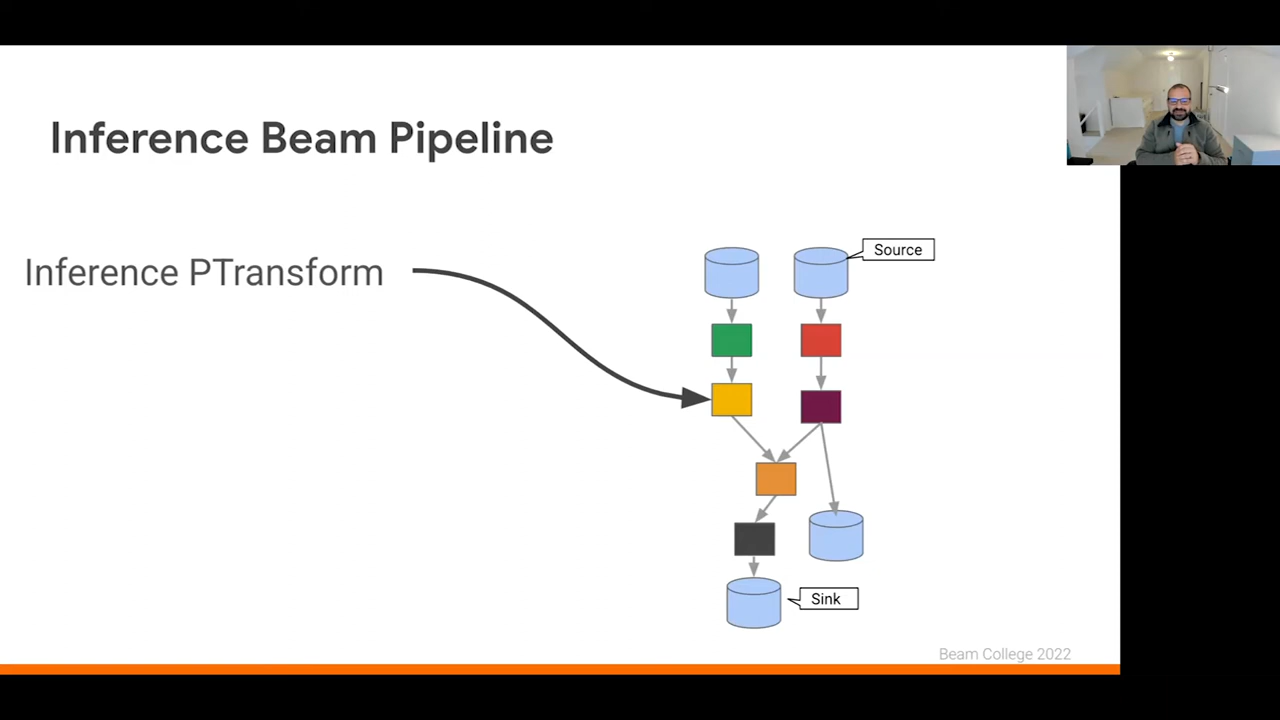 Inference Beam Pipeline
Inference PTransform
Source
Sink
Beam College 2022